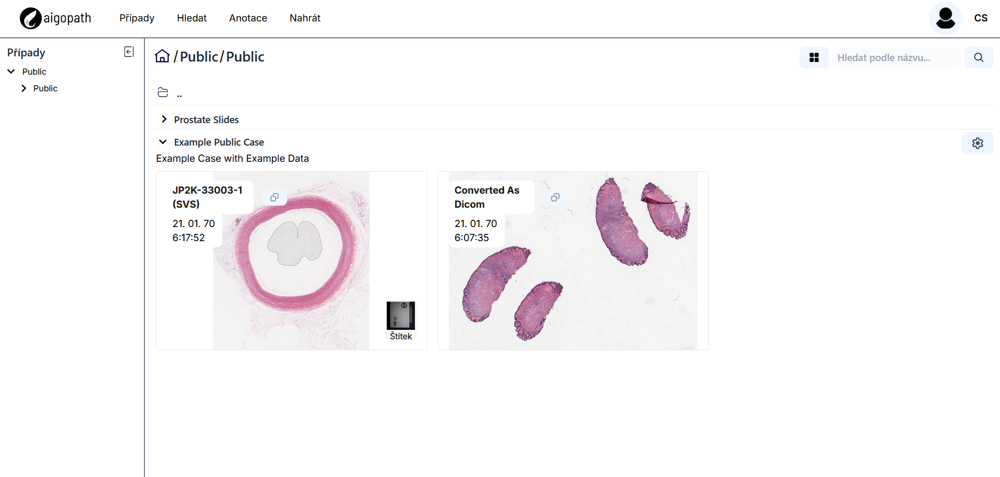 aigopath
Případy
Hledat
Anotace
Nahrát
CS
Případy
Public
Public
/Public/Public
Hledat podle názvu...
..
Prostate Slides
Example Public Case
Example Case with Example Data
JP2K-33003-1
(SVS)
21. 01. 70
6:17:52
Štítek
Converted As
Dicom
21. 01. 70
6:07:35